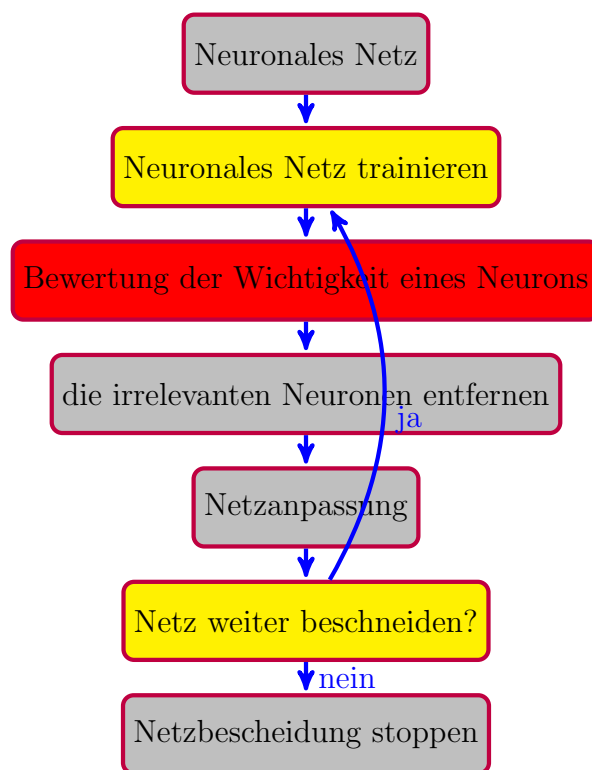 Neuronales Netz
Neuronales Netz trainieren
Bewertung der Wichtigkeit eines Neurons
die irrelevanten Neuronen entfernen
ja
Netzanpassung
Netz weiter beschneiden?
nein
Netzbescheidung stoppen